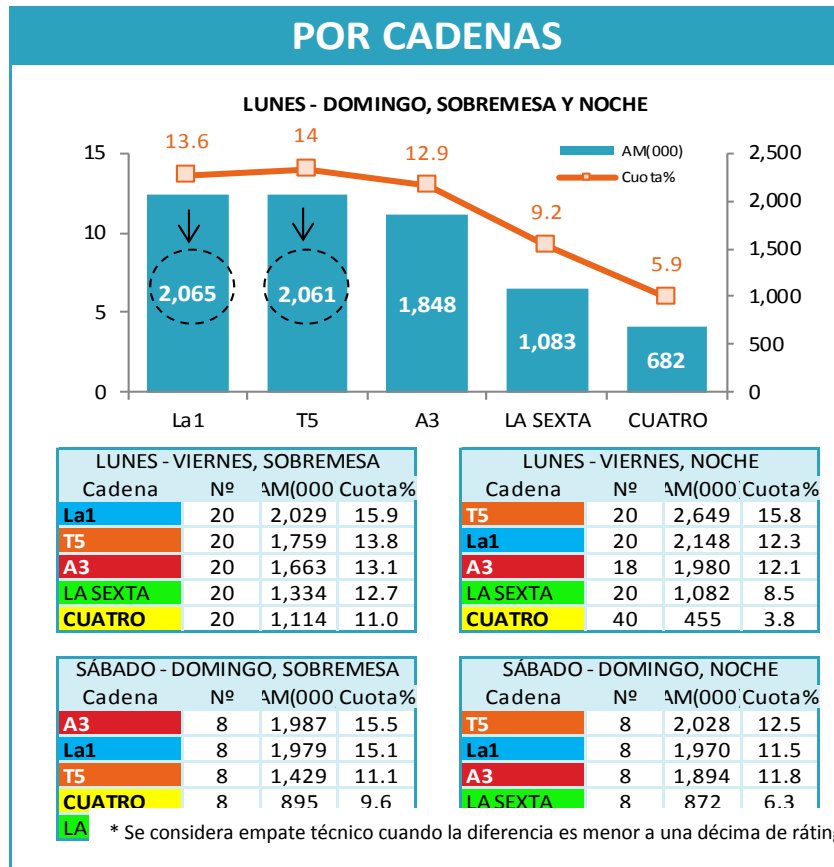 POR CADENAS
LUNES - DOMINGO, SOBREMESA Y NOCHE
13.6 14 12.9 9.2 5.9
AM(000)
Cuota%
15 2,500
2,000
10 1,500
1,000
5 500
0 0
2,065 2,061 1,848 1,083 682
La1 T5 A3 LA SEXTA CUATRO
LUNES - VIERNES, SOBREMESA
Cadena Nº AM(000 Cuota%
La1 20 2,029 15.9
T5 20 1,759 13.8
A3 20 1,663 13.1
LA SEXTA 20 1,334 12.7
CUATRO 20 1,114 11.0
LUNES - VIERNES, NOCHE
Cadena Nº AM(000 Cuota%
T5 20 2,649 15.8
La1 20 2,148 12.3
A3 18 1,980 12.1
LA SEXTA 20 1,082 8.5
CUATRO 40 455 3.8
SÁBADO - DOMINGO, SOBREMESA
Cadena Nº AM(000 Cuota%
A3 8 1,987 15.5
La1 8 1,979 15.1
T5 8 1,429 11.1
CUATRO 8 895 9.6
LA
SÁBADO - DOMINGO, NOCHE
Cadena Nº AM(000 Cuota%
T5 8 2,028 12.5
La1 8 1,970 11.5
A3 8 1,894 11.8
LA SEXTA 8 872 6.3
* Se considera empate técnico cuando la diferencia es menor a una décima de ráting